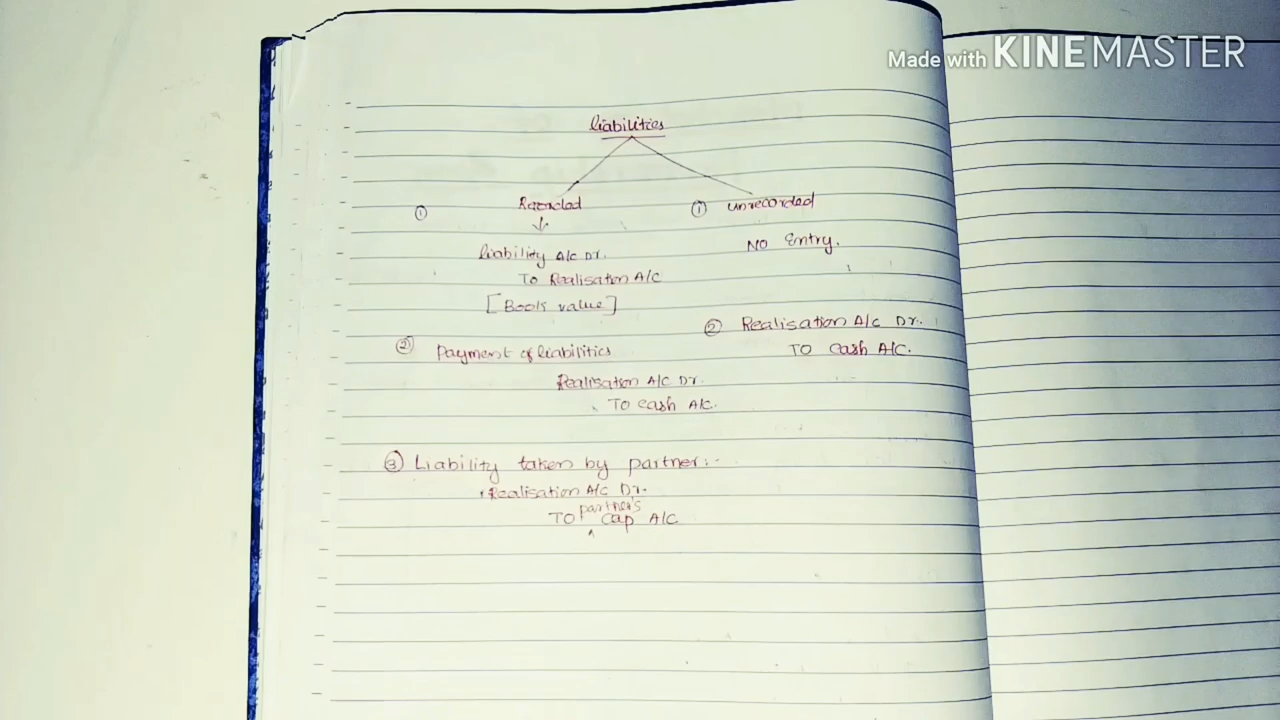 Made with KINEMASTER
liabilities
① Recorded
① unrecorded
liability A/c Dr.
To Realisation A/C
[Book value]
NO Entry.
② Payment of liabilities
Realisation A/C Dr.
To cash A/c.
② Realisation A/c Dr.
TO cash A/C.
③ Liability taken by partner:-
Realisation A/C Dr.
partner's
TO ^ cap A/C